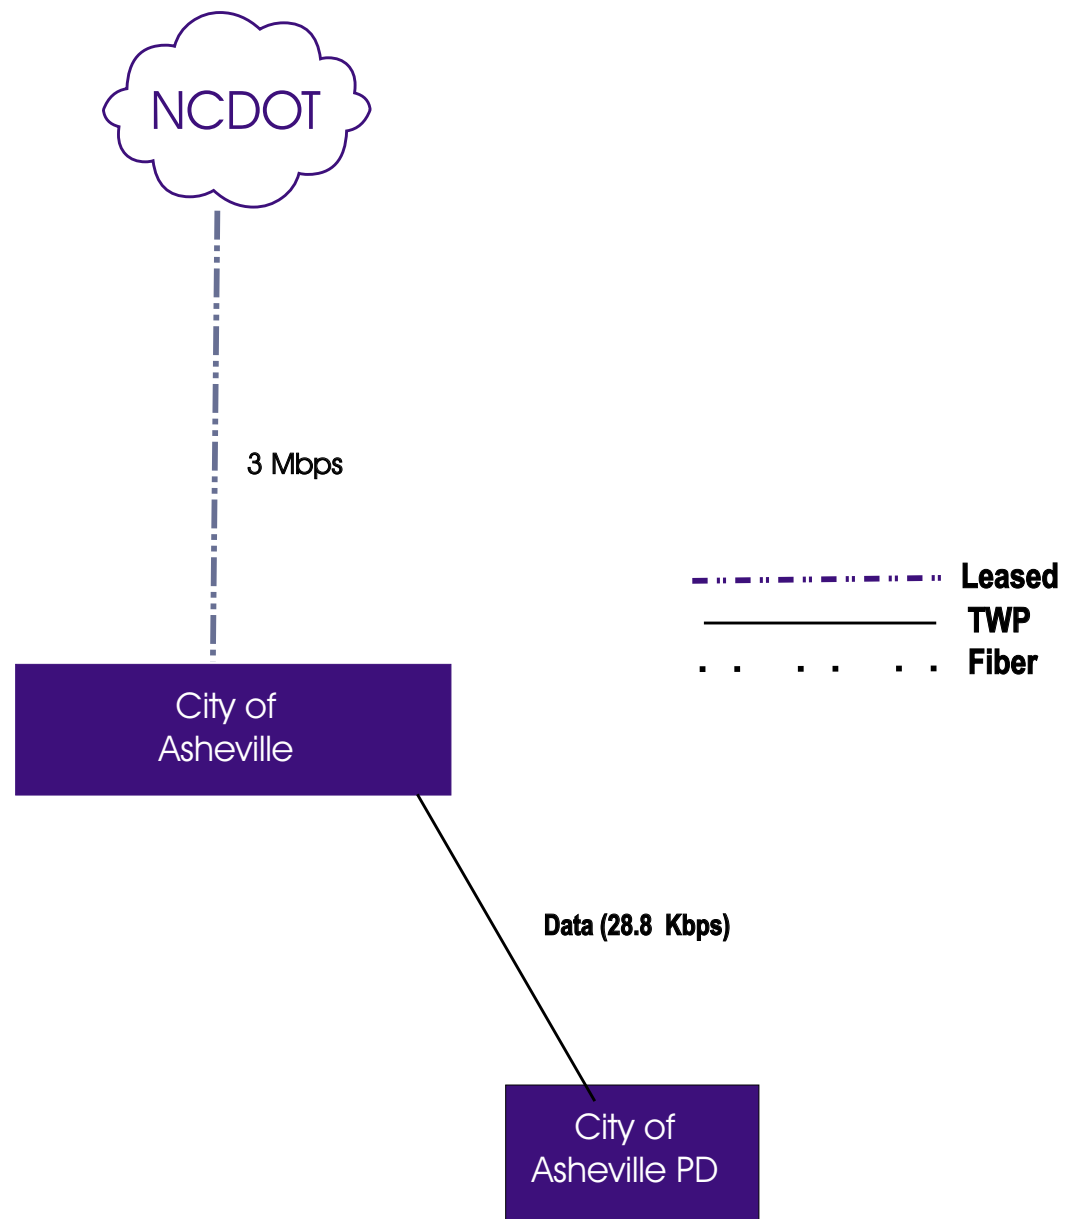 NCDOT
3 Mbps
Leased
TWP
Fiber
City of
Asheville
Data (28.8 Kbps)
City of
Asheville PD